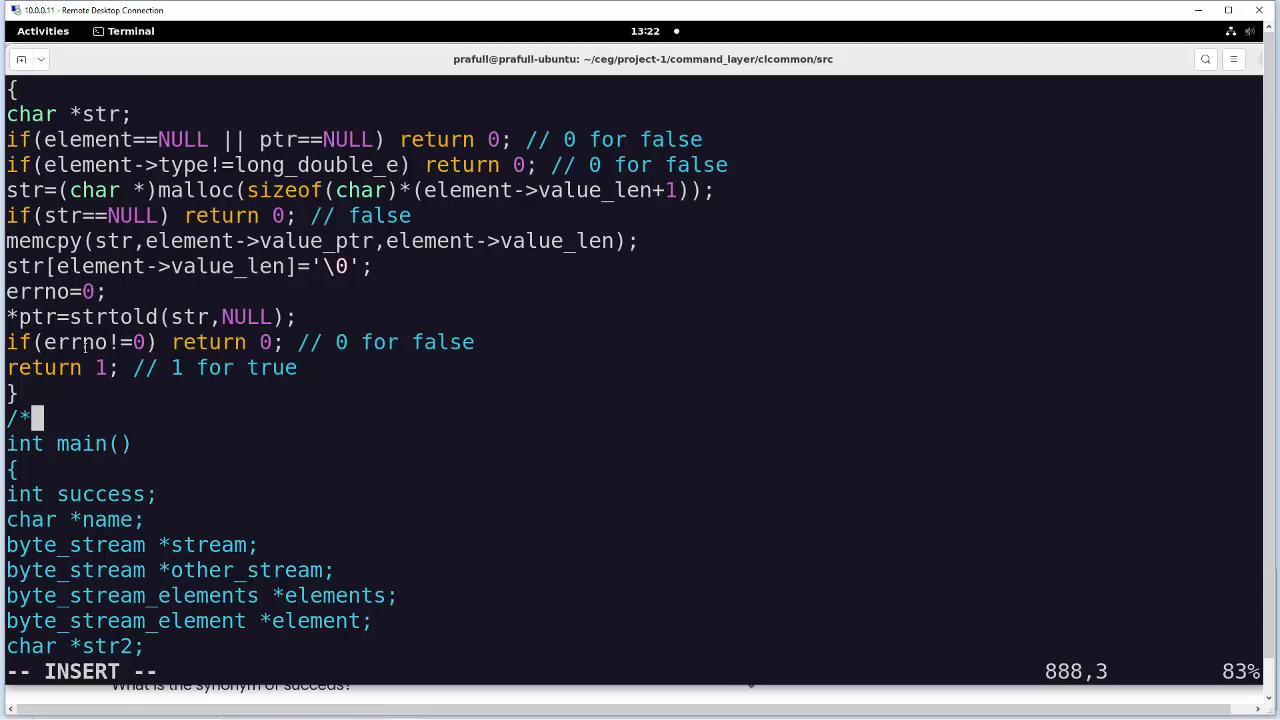 10.0.0.11 - Remote Desktop Connection
Activities
Terminal
13:22
prafull@prafull-ubuntu: ~/ceg/project-1/command_layer/clcommon/src
{
char *str;
if(element==NULL || ptr==NULL) return 0; // 0 for false
if(element->type!=long_double_e) return 0; // 0 for false
str=(char *)malloc(sizeof(char)*(element->value_len+1));
if(str==NULL) return 0; // false
memcpy(str,element->value_ptr,element->value_len);
str[element->value_len]='\0';
errno=0;
*ptr=strtold(str,NULL);
if(errno!=0) return 0; // 0 for false
return 1; // 1 for true
}
/*
int main()
{
int success;
char *name;
byte_stream *stream;
byte_stream *other_stream;
byte_stream_elements *elements;
byte_stream_element *element;
char *str2;
-- INSERT -- 888,3 83%
What is the synonym of succeds?